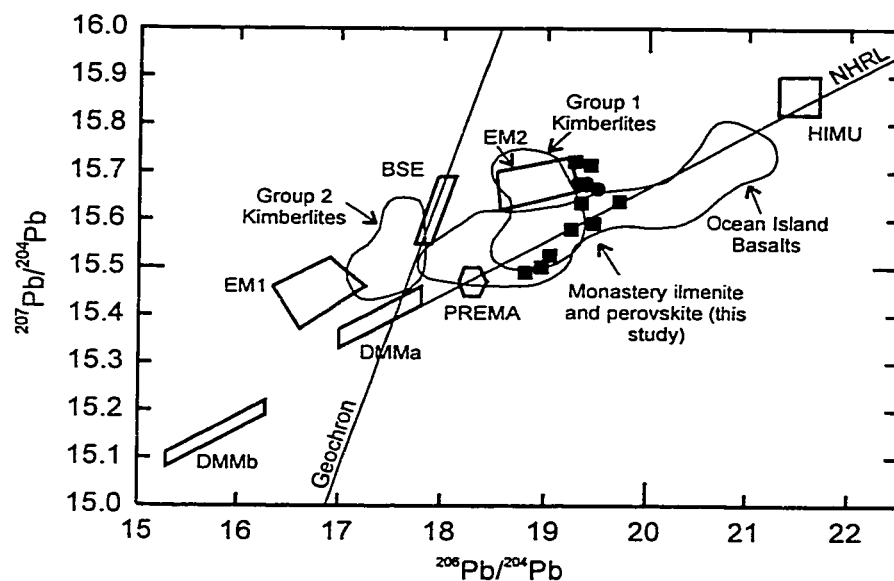 16.0
15.9
15.8
15.7
15.6
15.5
15.4
15.3
15.2
15.1
15.0
²⁰⁷Pb/²⁰⁴Pb
15
16
17
18
19
20
21
22
²⁰⁶Pb/²⁰⁴Pb
NHRL
HIMU
Group 1
Kimberlites
EM2
BSE
Group 2
Kimberlites
Ocean Island
Basalts
EM1
PREMA
Monastery ilmenite
and perovskite (this
study)
DMMa
DMMb
Geochron